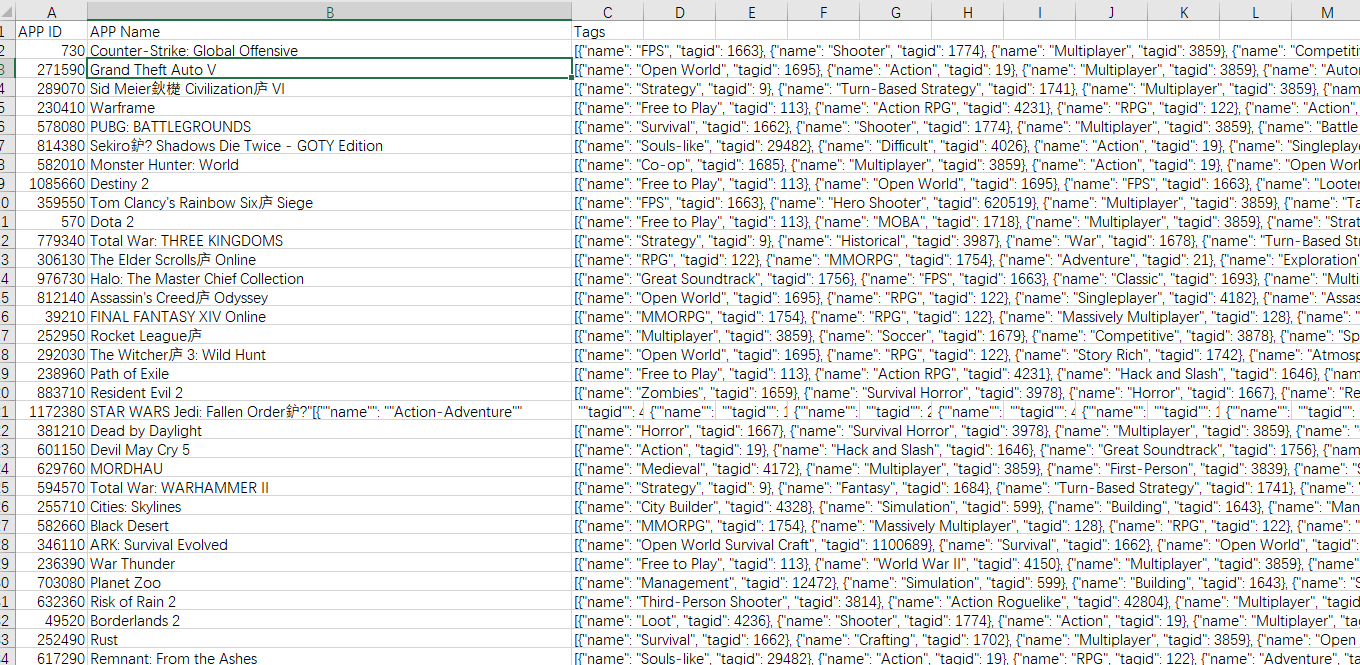 A B C D E F G H I J K L M
1 APP ID APP Name Tags
2 730 Counter-Strike: Global Offensive [{"name": "FPS", "tagid": 1663}, {"name": "Shooter", "tagid": 1774}, {"name": "Multiplayer", "tagid": 3859}, {"name": "Competiti
3 271590 Grand Theft Auto V [{"name": "Open World", "tagid": 1695}, {"name": "Action", "tagid": 19}, {"name": "Multiplayer", "tagid": 3859}, {"name": "Autor
4 289070 Sid Meier鈥檚 Civilization庐 VI [{"name": "Strategy", "tagid": 9}, {"name": "Turn-Based Strategy", "tagid": 1741}, {"name": "Multiplayer", "tagid": 3859}, {"nam
5 230410 Warframe [{"name": "Free to Play", "tagid": 113}, {"name": "Action RPG", "tagid": 4231}, {"name": "RPG", "tagid": 122}, {"name": "Action",
6 578080 PUBG: BATTLEGROUNDS [{"name": "Survival", "tagid": 1662}, {"name": "Shooter", "tagid": 1774}, {"name": "Multiplayer", "tagid": 3859}, {"name": "Battle
7 814380 Sekiro鈩? Shadows Die Twice - GOTY Edition [{"name": "Souls-like", "tagid": 29482}, {"name": "Difficult", "tagid": 4026}, {"name": "Action", "tagid": 19}, {"name": "Singleplaye
8 582010 Monster Hunter: World [{"name": "Co-op", "tagid": 1685}, {"name": "Multiplayer", "tagid": 3859}, {"name": "Action", "tagid": 19}, {"name": "Open Worl
9 1085660 Destiny 2 [{"name": "Free to Play", "tagid": 113}, {"name": "Open World", "tagid": 1695}, {"name": "FPS", "tagid": 1663}, {"name": "Looter
0 359550 Tom Clancy's Rainbow Six庐 Siege [{"name": "FPS", "tagid": 1663}, {"name": "Hero Shooter", "tagid": 620519}, {"name": "Multiplayer", "tagid": 3859}, {"name": "Ta
1 570 Dota 2 [{"name": "Free to Play", "tagid": 113}, {"name": "MOBA", "tagid": 1718}, {"name": "Multiplayer", "tagid": 3859}, {"name": "Strat
2 779340 Total War: THREE KINGDOMS [{"name": "Strategy", "tagid": 9}, {"name": "Historical", "tagid": 3987}, {"name": "War", "tagid": 1678}, {"name": "Turn-Based St
3 306130 The Elder Scrolls庐 Online [{"name": "RPG", "tagid": 122}, {"name": "MMORPG", "tagid": 1754}, {"name": "Adventure", "tagid": 21}, {"name": "Exploration"
4 976730 Halo: The Master Chief Collection [{"name": "Great Soundtrack", "tagid": 1756}, {"name": "FPS", "tagid": 1663}, {"name": "Classic", "tagid": 1693}, {"name": "Multi
5 812140 Assassin's Creed庐 Odyssey [{"name": "Open World", "tagid": 1695}, {"name": "RPG", "tagid": 122}, {"name": "Singleplayer", "tagid": 4182}, {"name": "Assas
6 39210 FINAL FANTASY XIV Online [{"name": "MMORPG", "tagid": 1754}, {"name": "RPG", "tagid": 122}, {"name": "Massively Multiplayer", "tagid": 128}, {"name": "
7 252950 Rocket League庐 [{"name": "Multiplayer", "tagid": 3859}, {"name": "Soccer", "tagid": 1679}, {"name": "Competitive", "tagid": 3878}, {"name": "Sp
8 292030 The Witcher庐 3: Wild Hunt [{"name": "Open World", "tagid": 1695}, {"name": "RPG", "tagid": 122}, {"name": "Story Rich", "tagid": 1742}, {"name": "Atmosp
9 238960 Path of Exile [{"name": "Free to Play", "tagid": 113}, {"name": "Action RPG", "tagid": 4231}, {"name": "Hack and Slash", "tagid": 1646}, {"nam
20 883710 Resident Evil 2 [{"name": "Zombies", "tagid": 1659}, {"name": "Survival Horror", "tagid": 3978}, {"name": "Horror", "tagid": 1667}, {"name": "Re
21 1172380 STAR WARS Jedi: Fallen Order鈩?"[{""name"": ""Action-Adventure"" ""tagid"": 4 {""name"": ""tagid"": 1 {""name"": ""tagid"": 2 {""name"": ""tagid"": 4 {""name"": ""tagid"": 1 {""name"": ""tagid"":
22 381210 Dead by Daylight [{"name": "Horror", "tagid": 1667}, {"name": "Survival Horror", "tagid": 3978}, {"name": "Multiplayer", "tagid": 3859}, {"name":
23 601150 Devil May Cry 5 [{"name": "Action", "tagid": 19}, {"name": "Hack and Slash", "tagid": 1646}, {"name": "Great Soundtrack", "tagid": 1756}, {"nam
24 629760 MORDHAU [{"name": "Medieval", "tagid": 4172}, {"name": "Multiplayer", "tagid": 3859}, {"name": "First-Person", "tagid": 3839}, {"name": "S
25 594570 Total War: WARHAMMER II [{"name": "Strategy", "tagid": 9}, {"name": "Fantasy", "tagid": 1684}, {"name": "Turn-Based Strategy", "tagid": 1741}, {"name": "
26 255710 Cities: Skylines [{"name": "City Builder", "tagid": 4328}, {"name": "Simulation", "tagid": 599}, {"name": "Building", "tagid": 1643}, {"name": "Man
27 582660 Black Desert [{"name": "MMORPG", "tagid": 1754}, {"name": "Massively Multiplayer", "tagid": 128}, {"name": "RPG", "tagid": 122}, {"name": "
28 346110 ARK: Survival Evolved [{"name": "Open World Survival Craft", "tagid": 1100689}, {"name": "Survival", "tagid": 1662}, {"name": "Open World", "tagid":
29 236390 War Thunder [{"name": "Free to Play", "tagid": 113}, {"name": "World War II", "tagid": 4150}, {"name": "Multiplayer", "tagid": 3859}, {"name"
30 703080 Planet Zoo [{"name": "Management", "tagid": 12472}, {"name": "Simulation", "tagid": 599}, {"name": "Building", "tagid": 1643}, {"name": "S
31 632360 Risk of Rain 2 [{"name": "Third-Person Shooter", "tagid": 3814}, {"name": "Action Roguelike", "tagid": 42804}, {"name": "Multiplayer", "tagid
32 49520 Borderlands 2 [{"name": "Loot", "tagid": 4236}, {"name": "Shooter", "tagid": 1774}, {"name": "Action", "tagid": 19}, {"name": "Multiplayer", "ta
33 252490 Rust [{"name": "Survival", "tagid": 1662}, {"name": "Crafting", "tagid": 1702}, {"name": "Multiplayer", "tagid": 3859}, {"name": "Open
34 617290 Remnant: From the Ashes [{"name": "Souls-like", "tagid": 29482}, {"name": "Action", "tagid": 19}, {"name": "RPG", "tagid": 122}, {"name": "Adventure", "ta